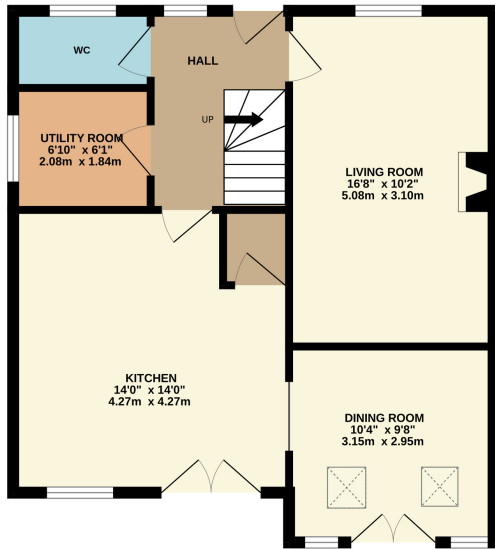 WC
HALL
UP
UTILITY ROOM
6'10" x 6'1"
2.08m x 1.84m
LIVING ROOM
16'8" x 10'2"
5.08m x 3.10m
KITCHEN
14'0" x 14'0"
4.27m x 4.27m
DINING ROOM
10'4" x 9'8"
3.15m x 2.95m